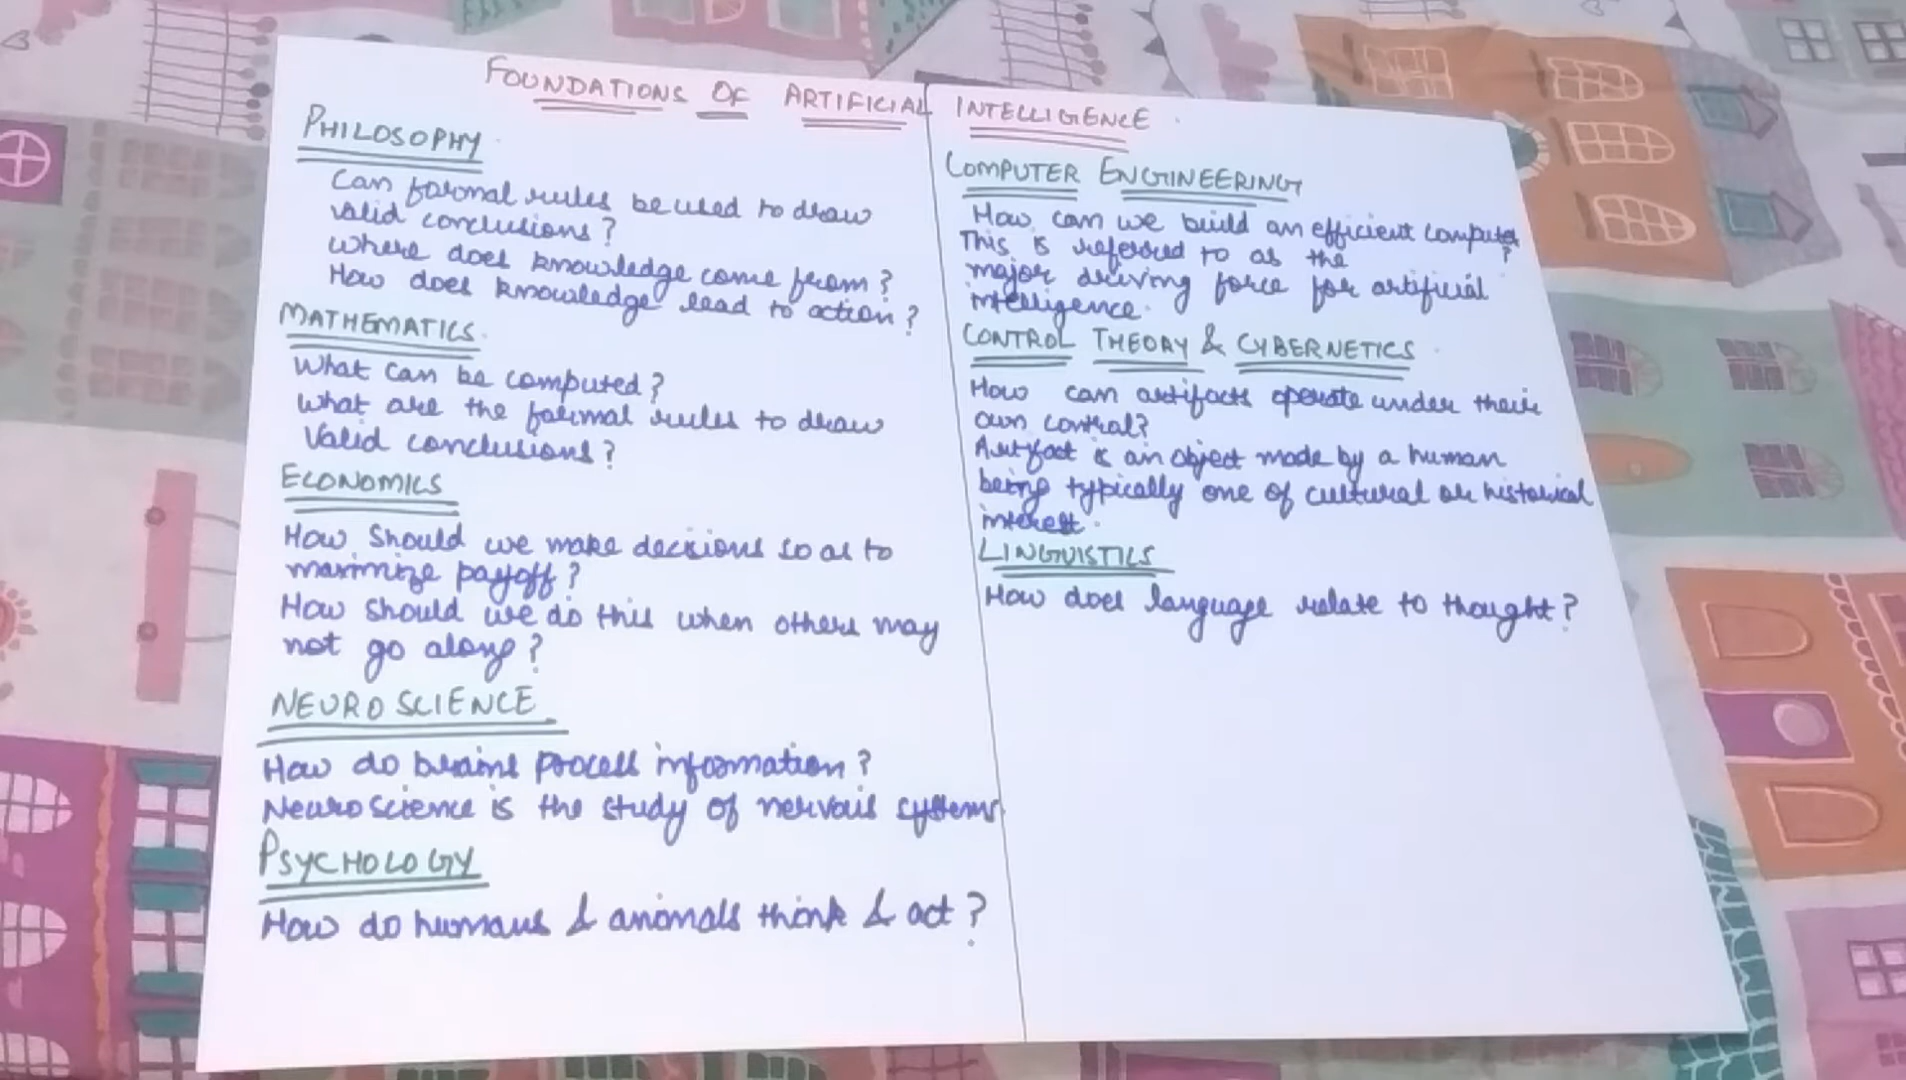 FOUNDATIONS OF ARTIFICIAL INTELLIGENCE
PHILOSOPHY
Can formal rules be used to draw
valid conclusions?
Where does knowledge come from?
How does knowledge lead to action?
MATHEMATICS
What can be computed?
What are the formal rules to draw
Valid conclusions?
ECONOMICS
How should we make decisions so as to
maximize payoff?
How should we do this when others may
not go along?
NEUROSCIENCE
How do brains process information?
Neuroscience is the study of nervous systems
PSYCHOLOGY
How do humans & animals think & act?
COMPUTER ENGINEERING
How can we build an efficient computer?
This is referred to as the
major driving force for artificial
intelligence.
CONTROL THEORY & CYBERNETICS
How can artifacts operate under their
own control?
Artifact is an object made by a human
being typically one of cultural or historical
interest.
LINGUISTICS
How does language relate to thought?